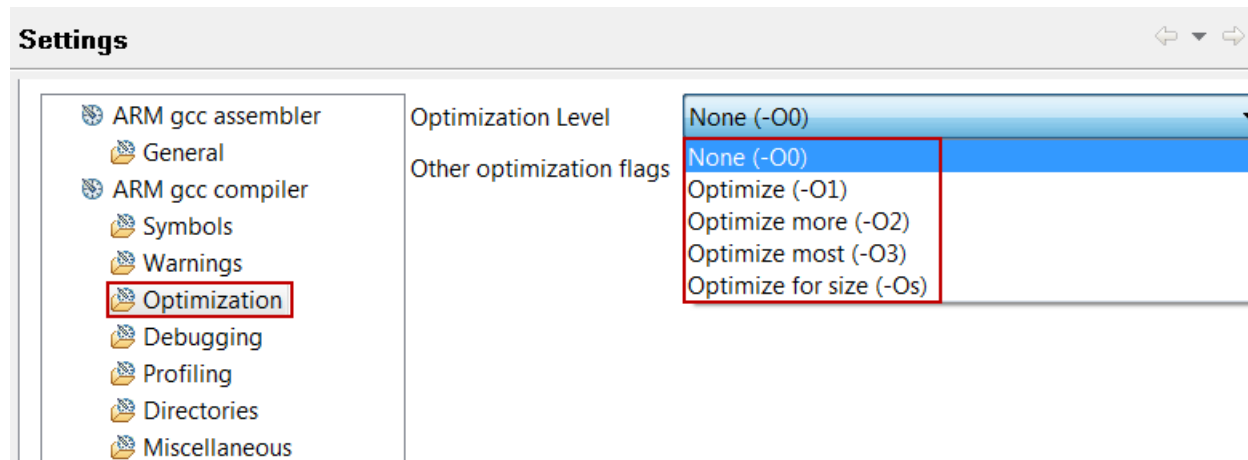 Settings
ARM gcc assembler
General
ARM gcc compiler
Symbols
Warnings
Optimization
Debugging
Profiling
Directories
Miscellaneous
Optimization Level
None (-O0)
Other optimization flags
None (-O0)
Optimize (-O1)
Optimize more (-O2)
Optimize most (-O3)
Optimize for size (-Os)